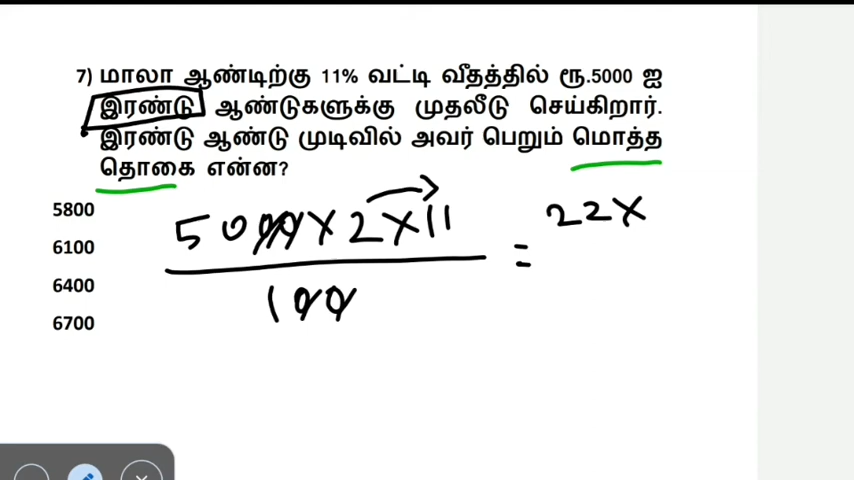 7) மாலா ஆண்டிற்கு 11% வட்டி வீதத்தில் ரூ.5000 ஐ
இரண்டு ஆண்டுகளுக்கு முதலீடு செய்கிறார்.
இரண்டு ஆண்டு முடிவில் அவர் பெறும் மொத்த
தொகை என்ன?
5800
6100
6400
6700
5000 x 2 x 11
100
= 22 x